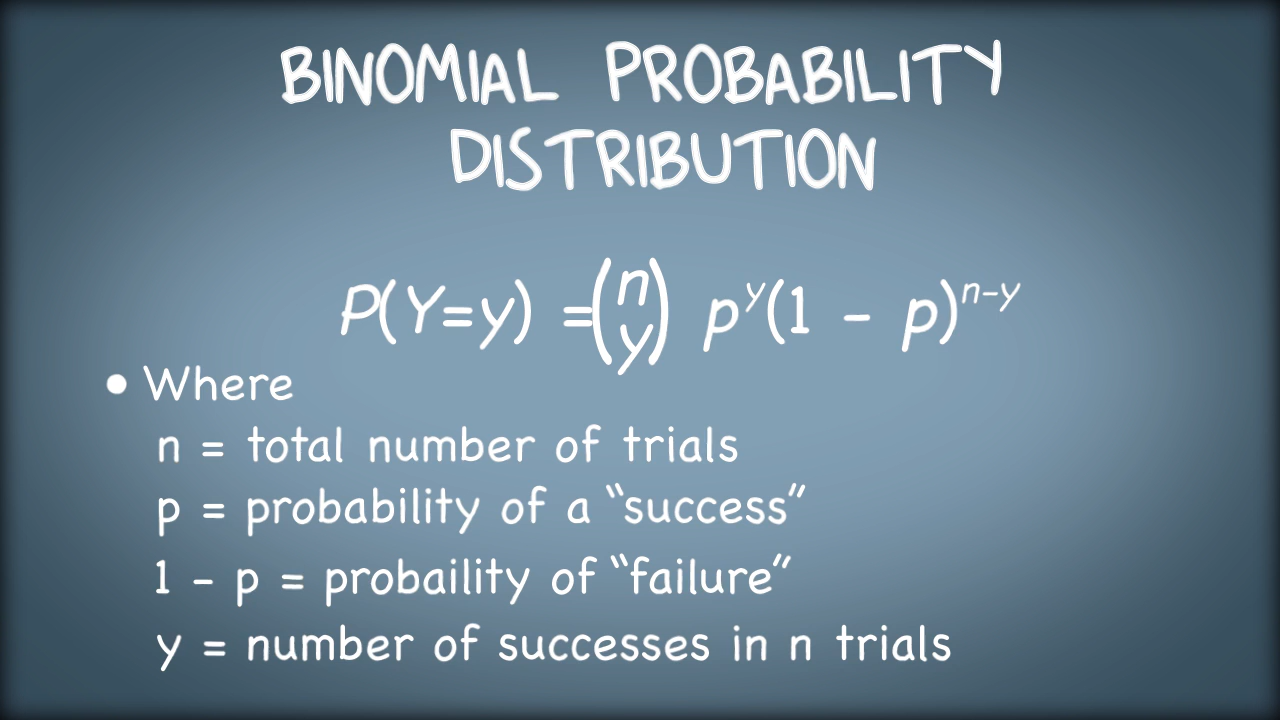 BINOMIAL PROBABILITY
DISTRIBUTION
P(Y=y) = (n y) p^y(1 - p)^n-y
• Where
n = total number of trials
p = probability of a “success”
1 - p = probaility of “failure”
y = number of successes in n trials